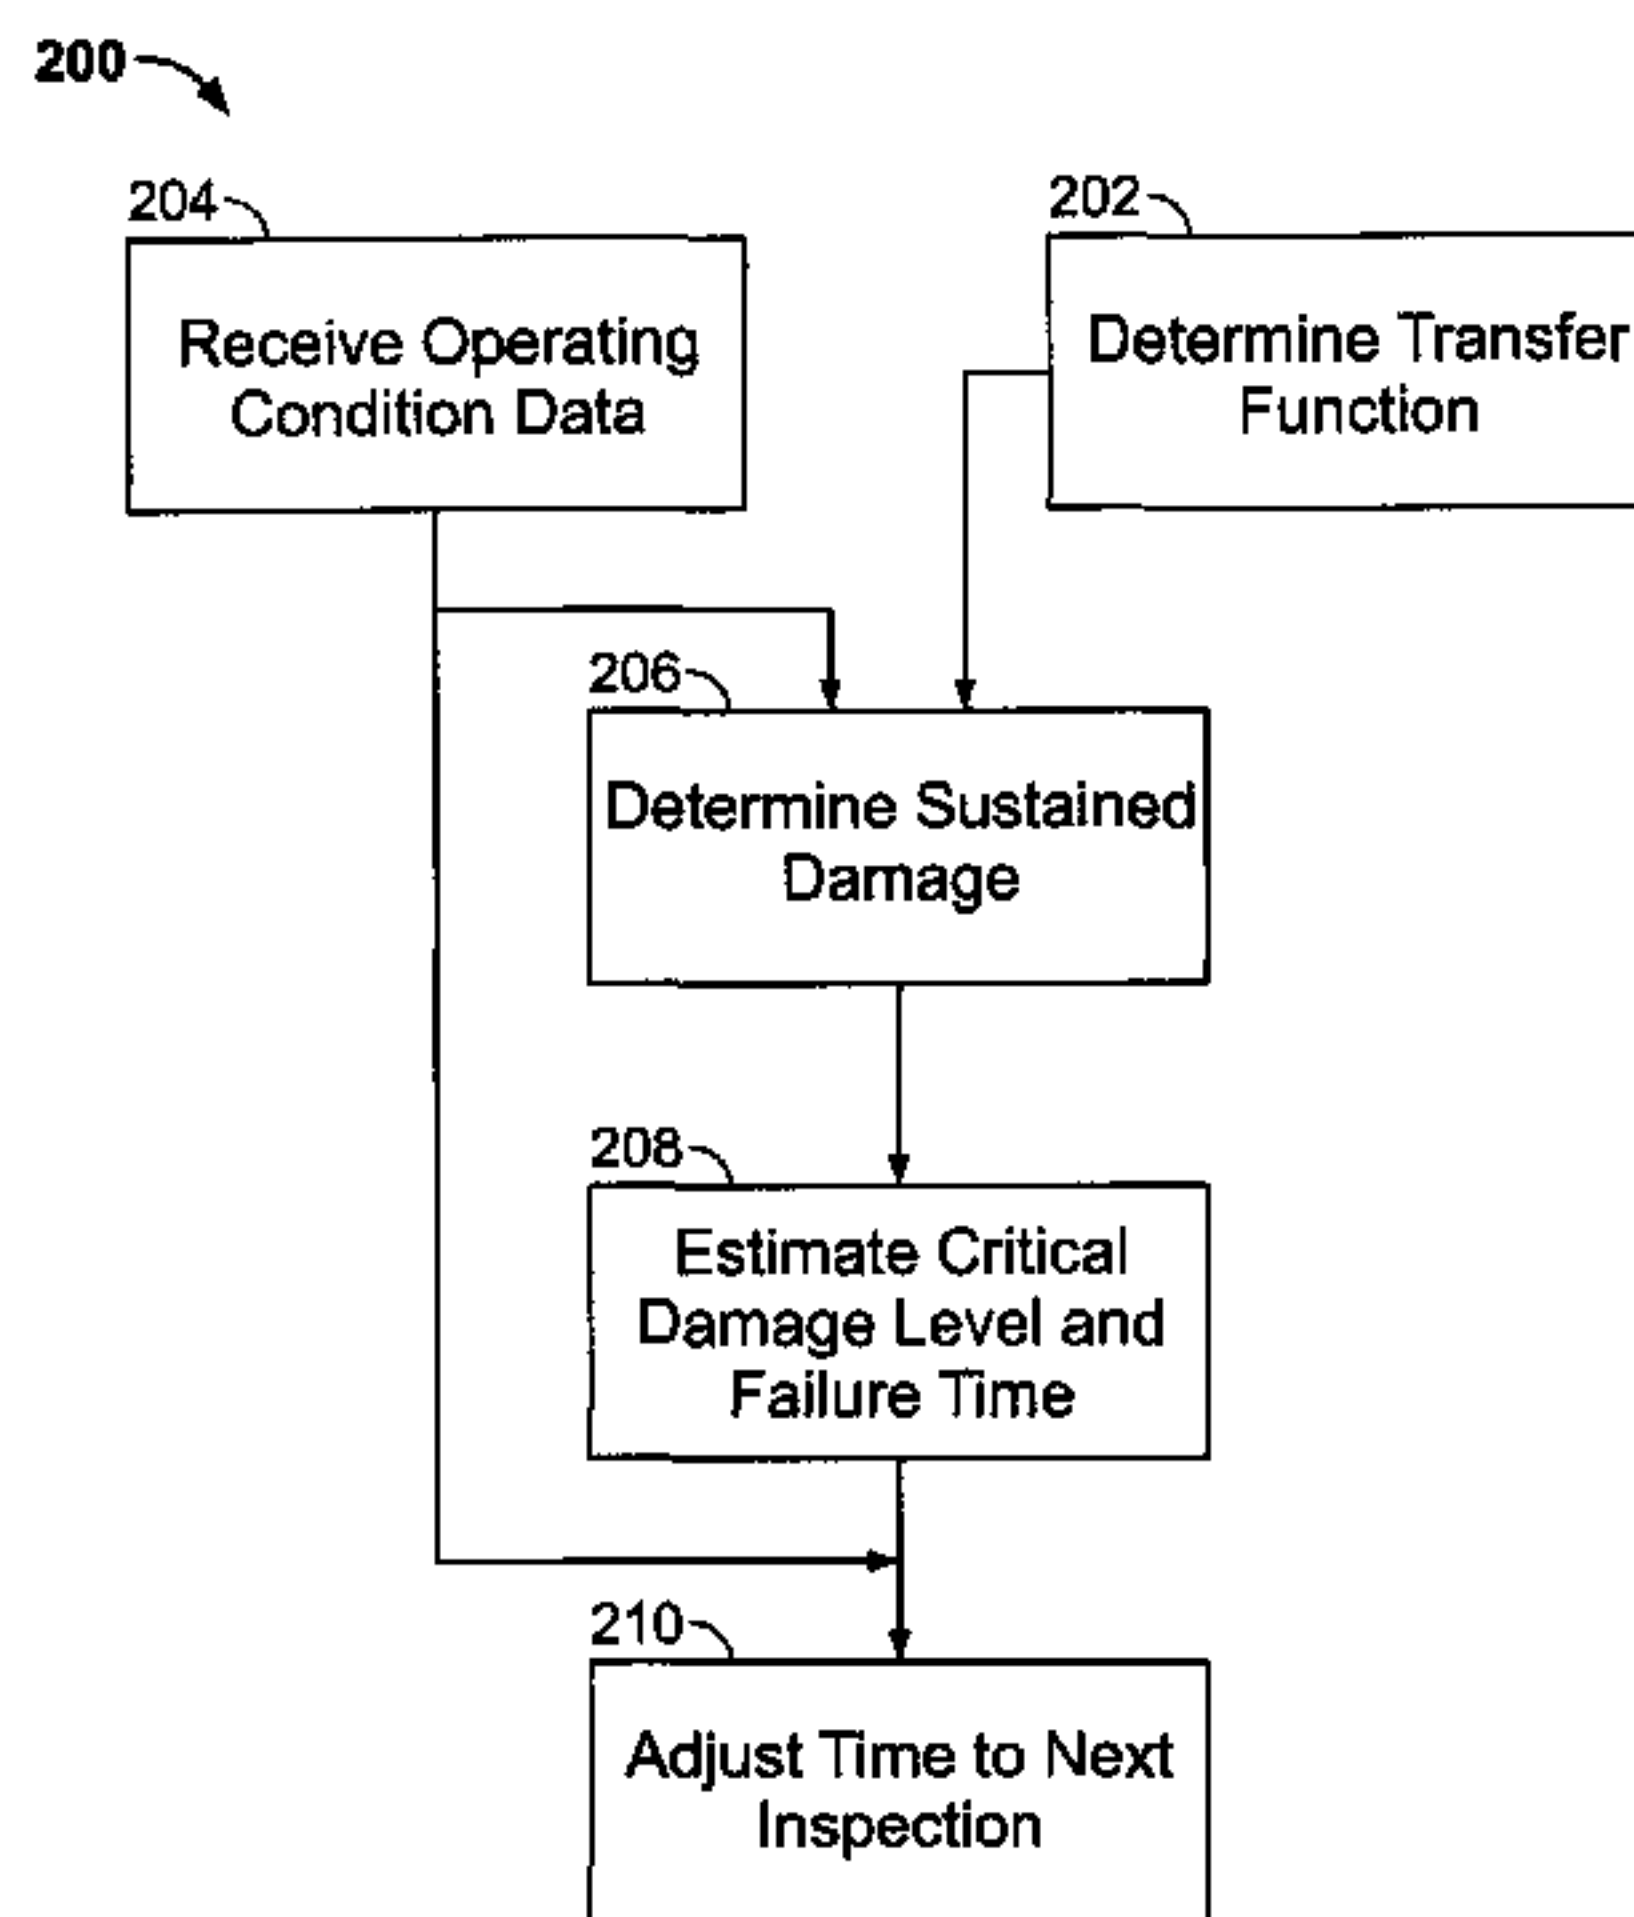 200
204
Receive Operating
Condition Data
202
Determine Transfer
Function
206
Determine Sustained
Damage
208
Estimate Critical
Damage Level and
Failure Time
210
Adjust Time to Next
Inspection